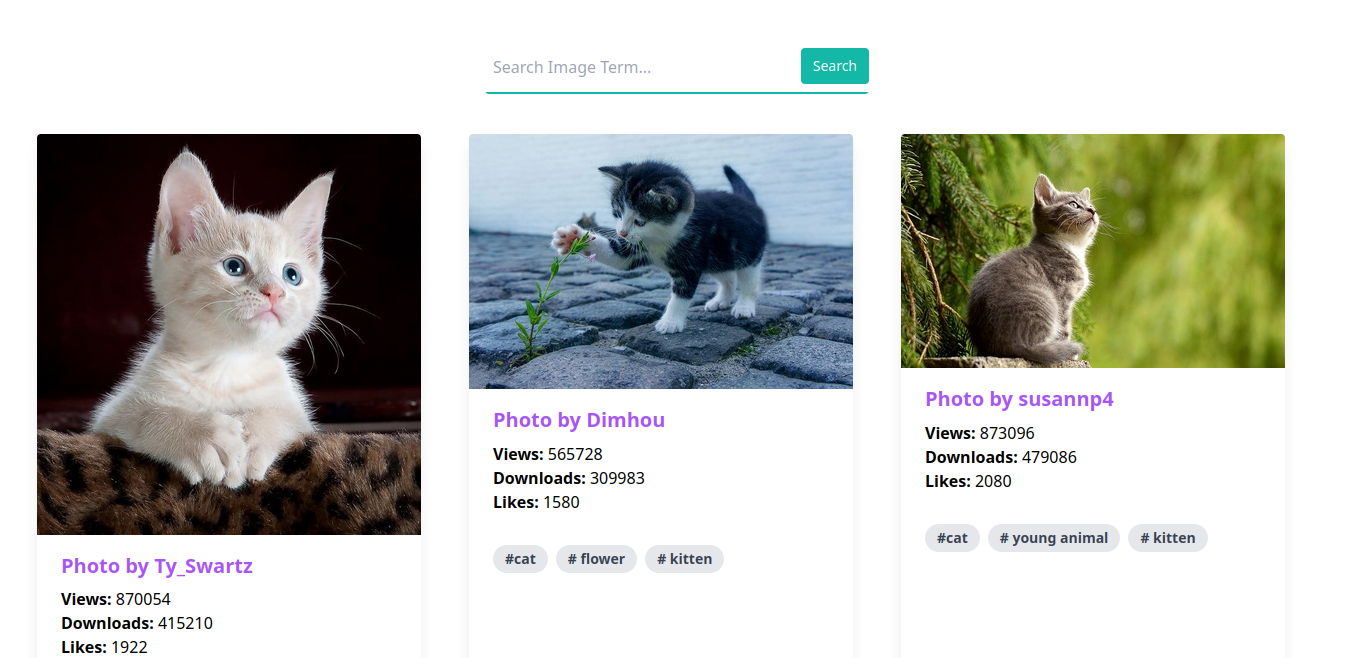 Search Image Term...
Search
Photo by Ty_Swartz
Views: 870054
Downloads: 415210
Likes: 1922
Photo by Dimhou
Views: 565728
Downloads: 309983
Likes: 1580
#cat # flower # kitten
Photo by susannp4
Views: 873096
Downloads: 479086
Likes: 2080
#cat # young animal # kitten